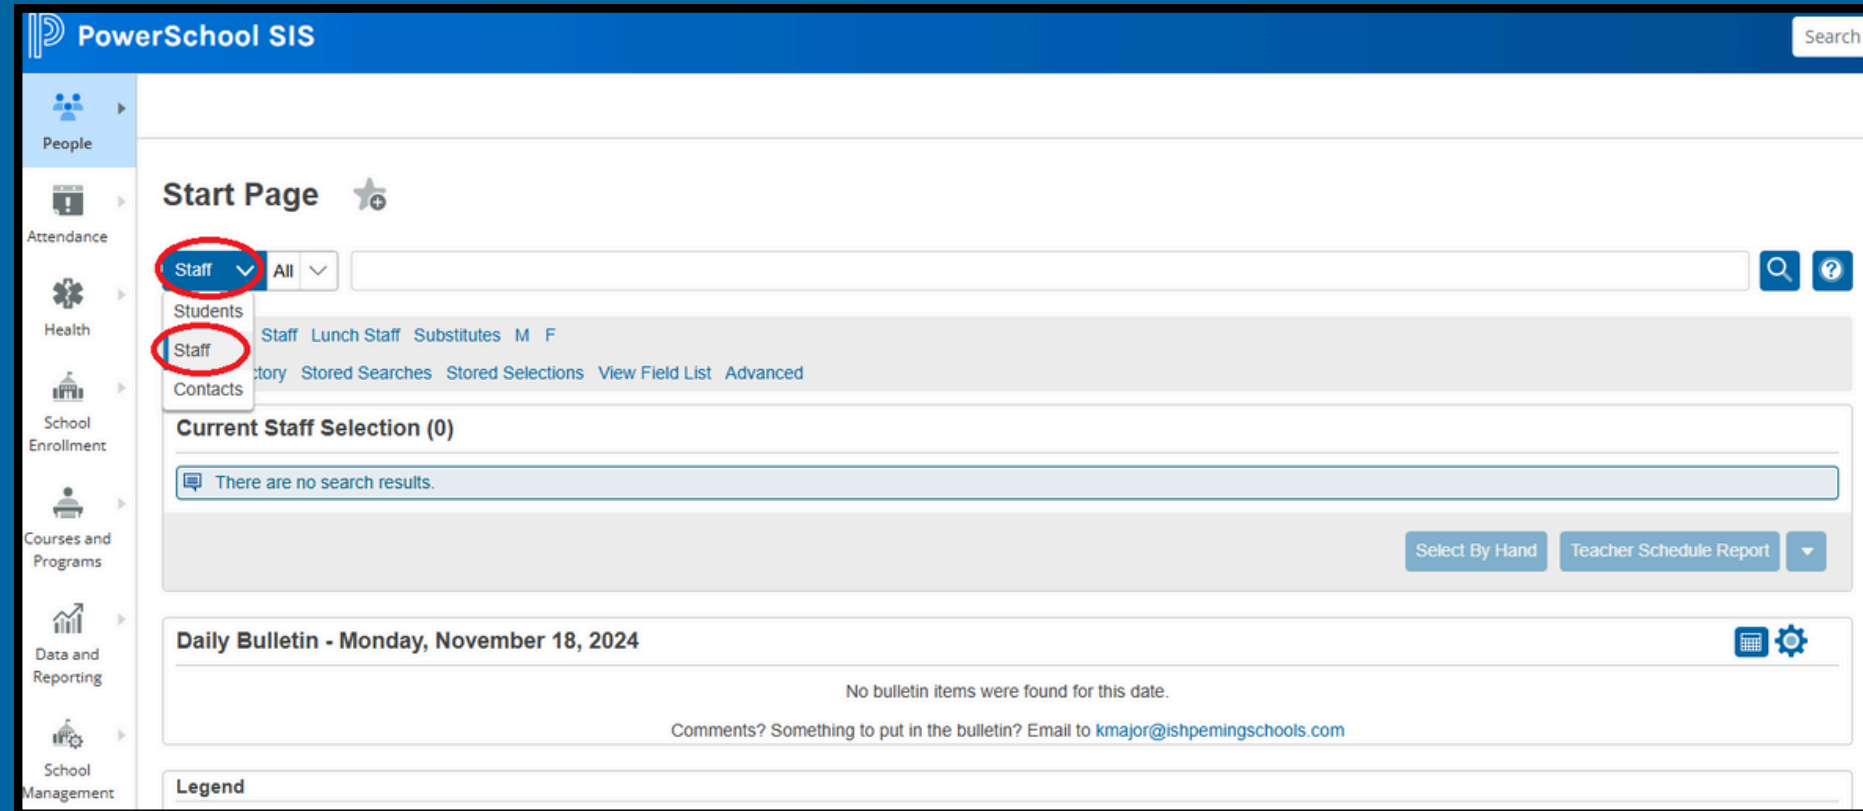 PowerSchool SIS
Search
People
Attendance
Health
School
Enrollment
Courses and
Programs
Data and
Reporting
School
Management
Start Page
Staff All
Students
Staff
Contacts
Staff Lunch Staff Substitutes M F
Stored Searches Stored Selections View Field List Advanced
Current Staff Selection (0)
There are no search results.
Select By Hand Teacher Schedule Report
Daily Bulletin - Monday, November 18, 2024
No bulletin items were found for this date.
Comments? Something to put in the bulletin? Email to kmajor@ishpemingschools.com
Legend